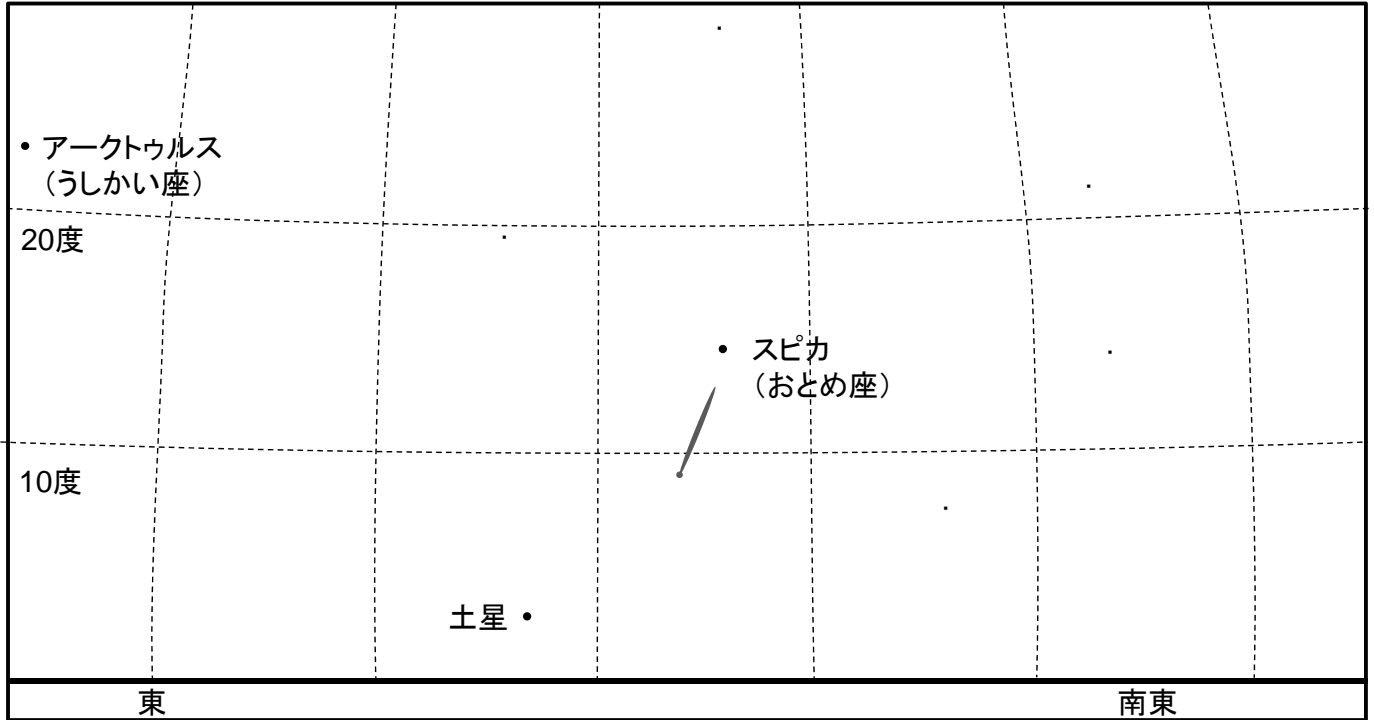 アークトゥルス
（うしかい座）
20度
スピカ
（おとめ座）
10度
土星
東
南東